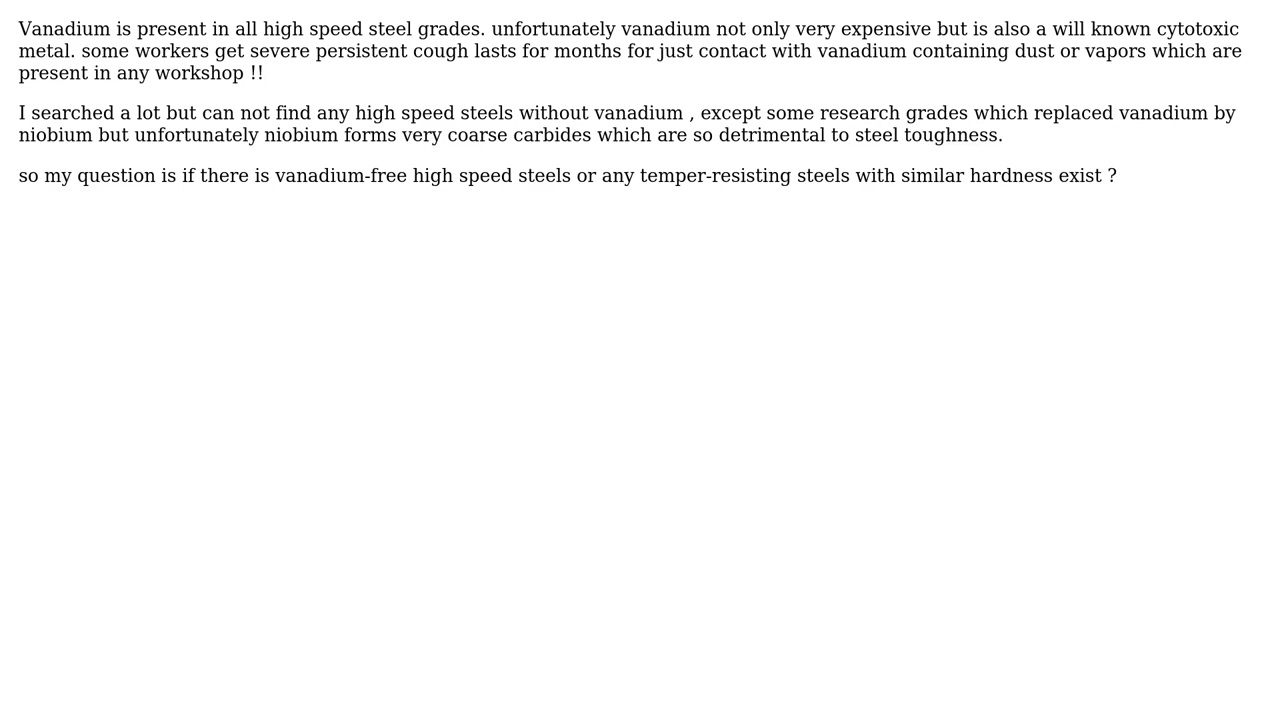 Vanadium is present in all high speed steel grades. unfortunately vanadium not only very expensive but is also a will known cytotoxic
metal. some workers get severe persistent cough lasts for months for just contact with vanadium containing dust or vapors which are
present in any workshop !!
I searched a lot but can not find any high speed steels without vanadium , except some research grades which replaced vanadium by
niobium but unfortunately niobium forms very coarse carbides which are so detrimental to steel toughness.
so my question is if there is vanadium-free high speed steels or any temper-resisting steels with similar hardness exist ?